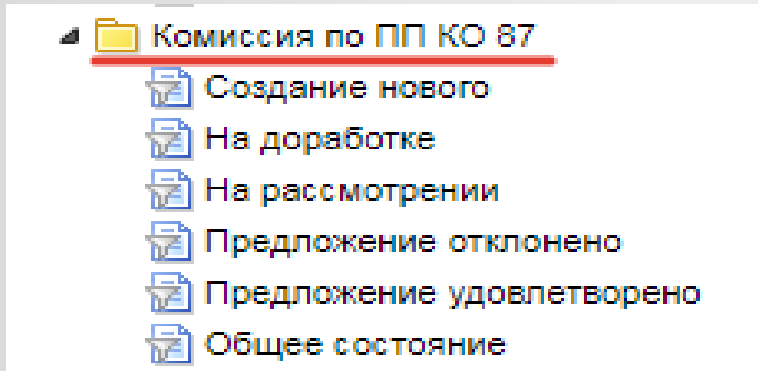 Комиссия по ПП КО 87
Создание нового
На доработке
На рассмотрении
Предложение отклонено
Предложение удовлетворено
Общее состояние